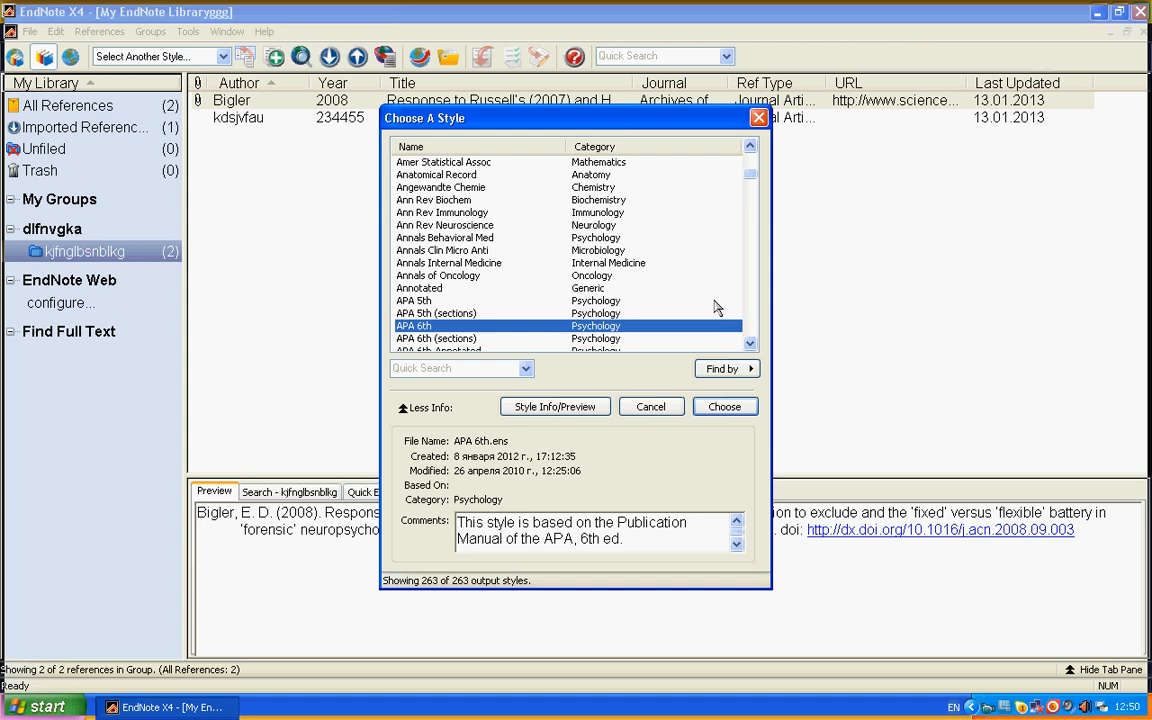 EndNote X4 - [My EndNote Libraryggg]
File Edit References Groups Tools Window Help
Select Another Style... Quick Search
My Library Author Year Title Journal Ref Type URL Last Updated
All References (2) Bigler 2008 Response to Russell's (2007) and H... Archives of... Journal Arti... http://www.science... 13.01.2013
Imported Referenc... (1) kdsjvfau 234455 al Arti... 13.01.2013
Unfiled (0)
Trash (0)
My Groups
dlfnvgka
kjfnglbsnblkg (2)
EndNote Web
configure...
Find Full Text
Choose A Style
Name Category
Amer Statistical Assoc Mathematics
Anatomical Record Anatomy
Angewandte Chemie Chemistry
Ann Rev Biochem Biochemistry
Ann Rev Immunology Immunology
Ann Rev Neuroscience Neurology
Annals Behavioral Med Psychology
Annals Clin Micro Anti Microbiology
Annals Internal Medicine Internal Medicine
Annals of Oncology Oncology
Annotated Generic
APA 5th Psychology
APA 5th (sections) Psychology
APA 6th Psychology
APA 6th (sections) Psychology
APA 6th Annotated Psychology
Quick Search Find by
Less Info: Style Info/Preview Cancel Choose
File Name: APA 6th.ens
Created: 8 января 2012 г., 17:12:35
Modified: 26 апреля 2010 г., 12:25:06
Based On:
Category: Psychology
Comments: This style is based on the Publication
Manual of the APA, 6th ed.
Showing 263 of 263 output styles.
Preview Search - kjfnglbsnblkg Quick E
Bigler, E. D. (2008). Respons ion to exclude and the 'fixed' versus 'flexible' battery in
'forensic' neuropsycho . doi: http://dx.doi.org/10.1016/j.acn.2008.09.003
Showing 2 of 2 references in Group. (All References: 2) Hide Tab Pane
Ready NUM
start EndNote X4 - [My En... EN 12:50